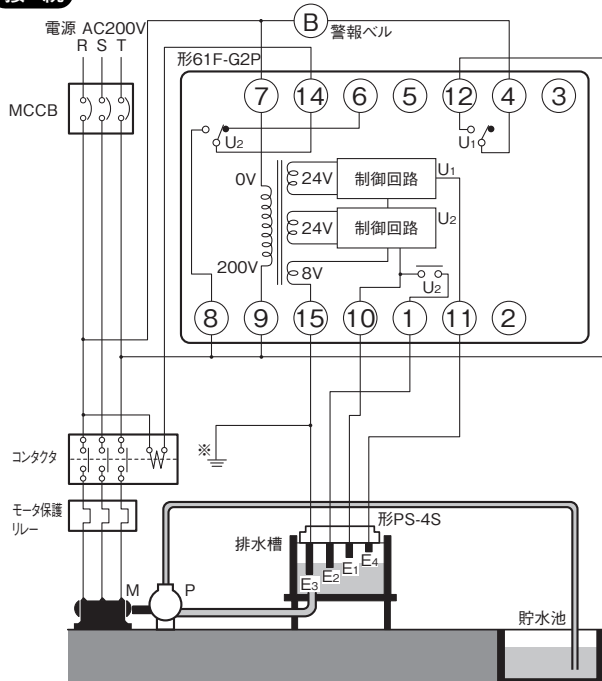 接 続
電源 AC200V
R S T
B 警報ベル
形61F-G2P
MCCB
7 14 6 5 12 4 3
U2
U1
0V
24V 制御回路 U1
24V 制御回路 U2
200V
8V
U2
8 9 15 10 1 11 2
コンタクタ
※
モータ保護
リレー
形PS-4S
排水槽
E3 E2 E1 E4
M P
貯水池